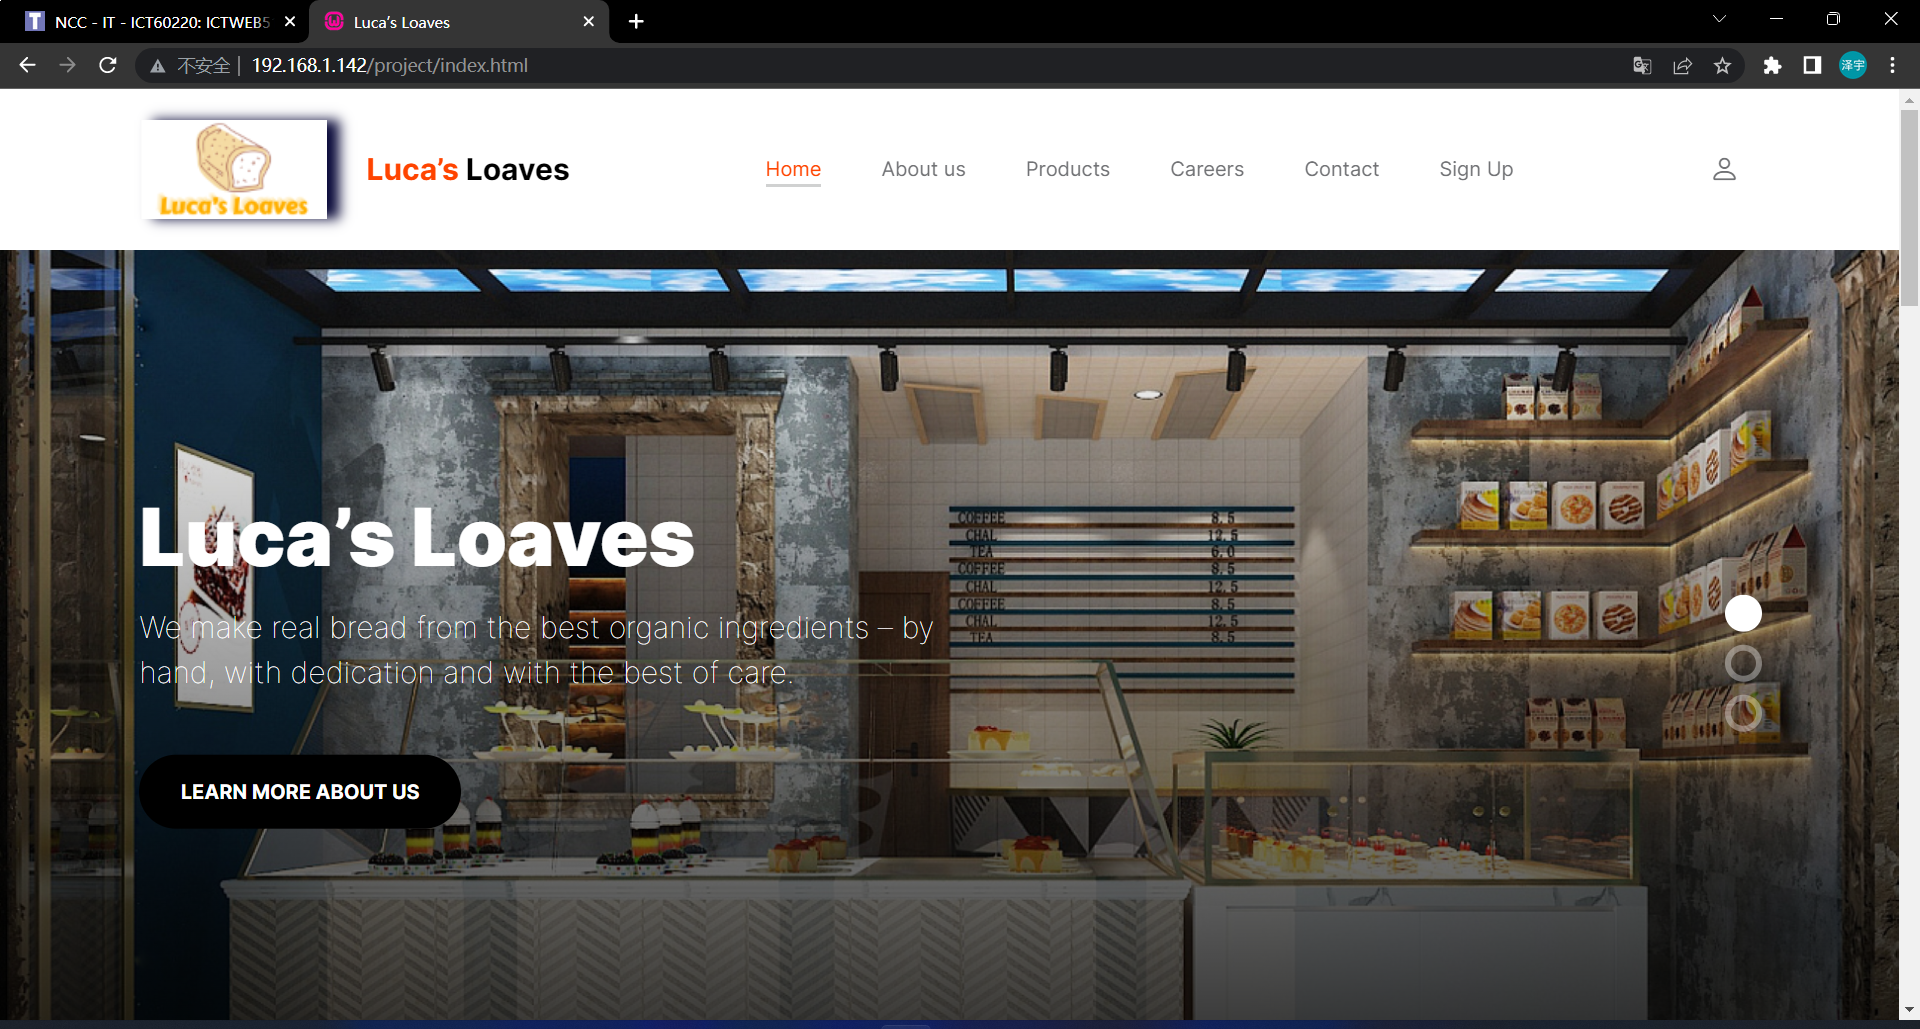 NCC - IT - ICT60220: ICTWEB5
Luca's Loaves
不安全
192.168.1.142/project/index.html
泽宇
Luca's Loaves
Luca's Loaves
Home
About us
Products
Careers
Contact
Sign Up
COFFEE 8.5
CHAL 12.5
TEA 6.0
COFFEE 8.5
CHAL 12.5
COFFEE 8.5
CHAL 12.5
TEA 8.5
Luca’s Loaves
We make real bread from the best organic ingredients – by
hand, with dedication and with the best of care.
LEARN MORE ABOUT US